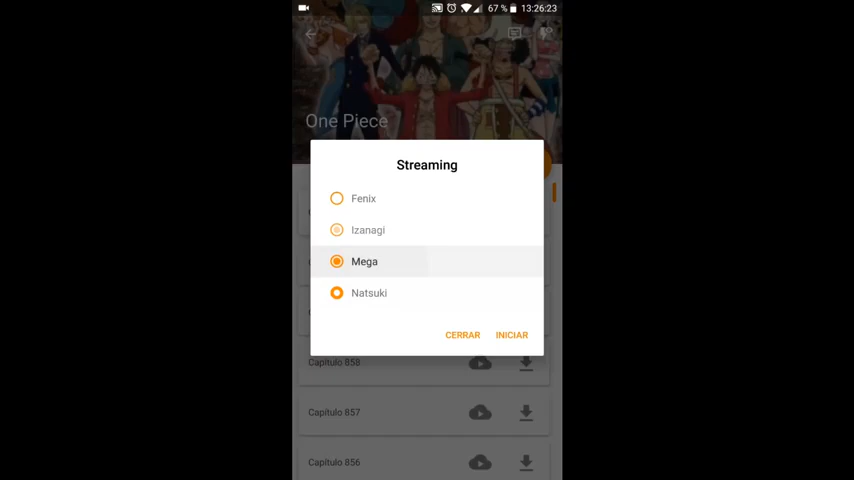 67 % 13:26:23
One Piece
Streaming
Fenix
Izanagi
Mega
Natsuki
CERRAR INICIAR
Capítulo 858
Capítulo 857
Capítulo 856